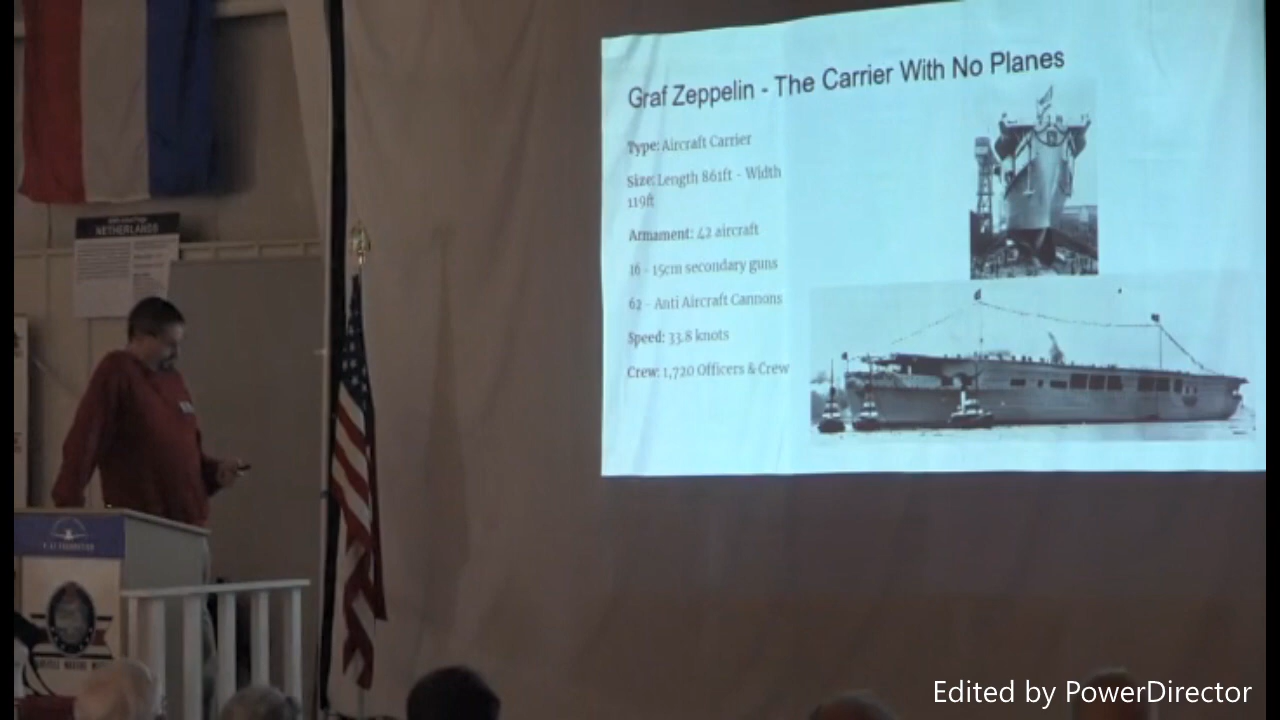 Graf Zeppelin - The Carrier With No Planes
Type: Aircraft Carrier
Size: Length 861ft - Width
119ft
Armament: 42 aircraft
16 - 15cm secondary guns
62 - Anti Aircraft Cannons
Speed: 33.8 knots
Crew: 1,720 Officers & Crew
NETHERLANDS
Edited by PowerDirector